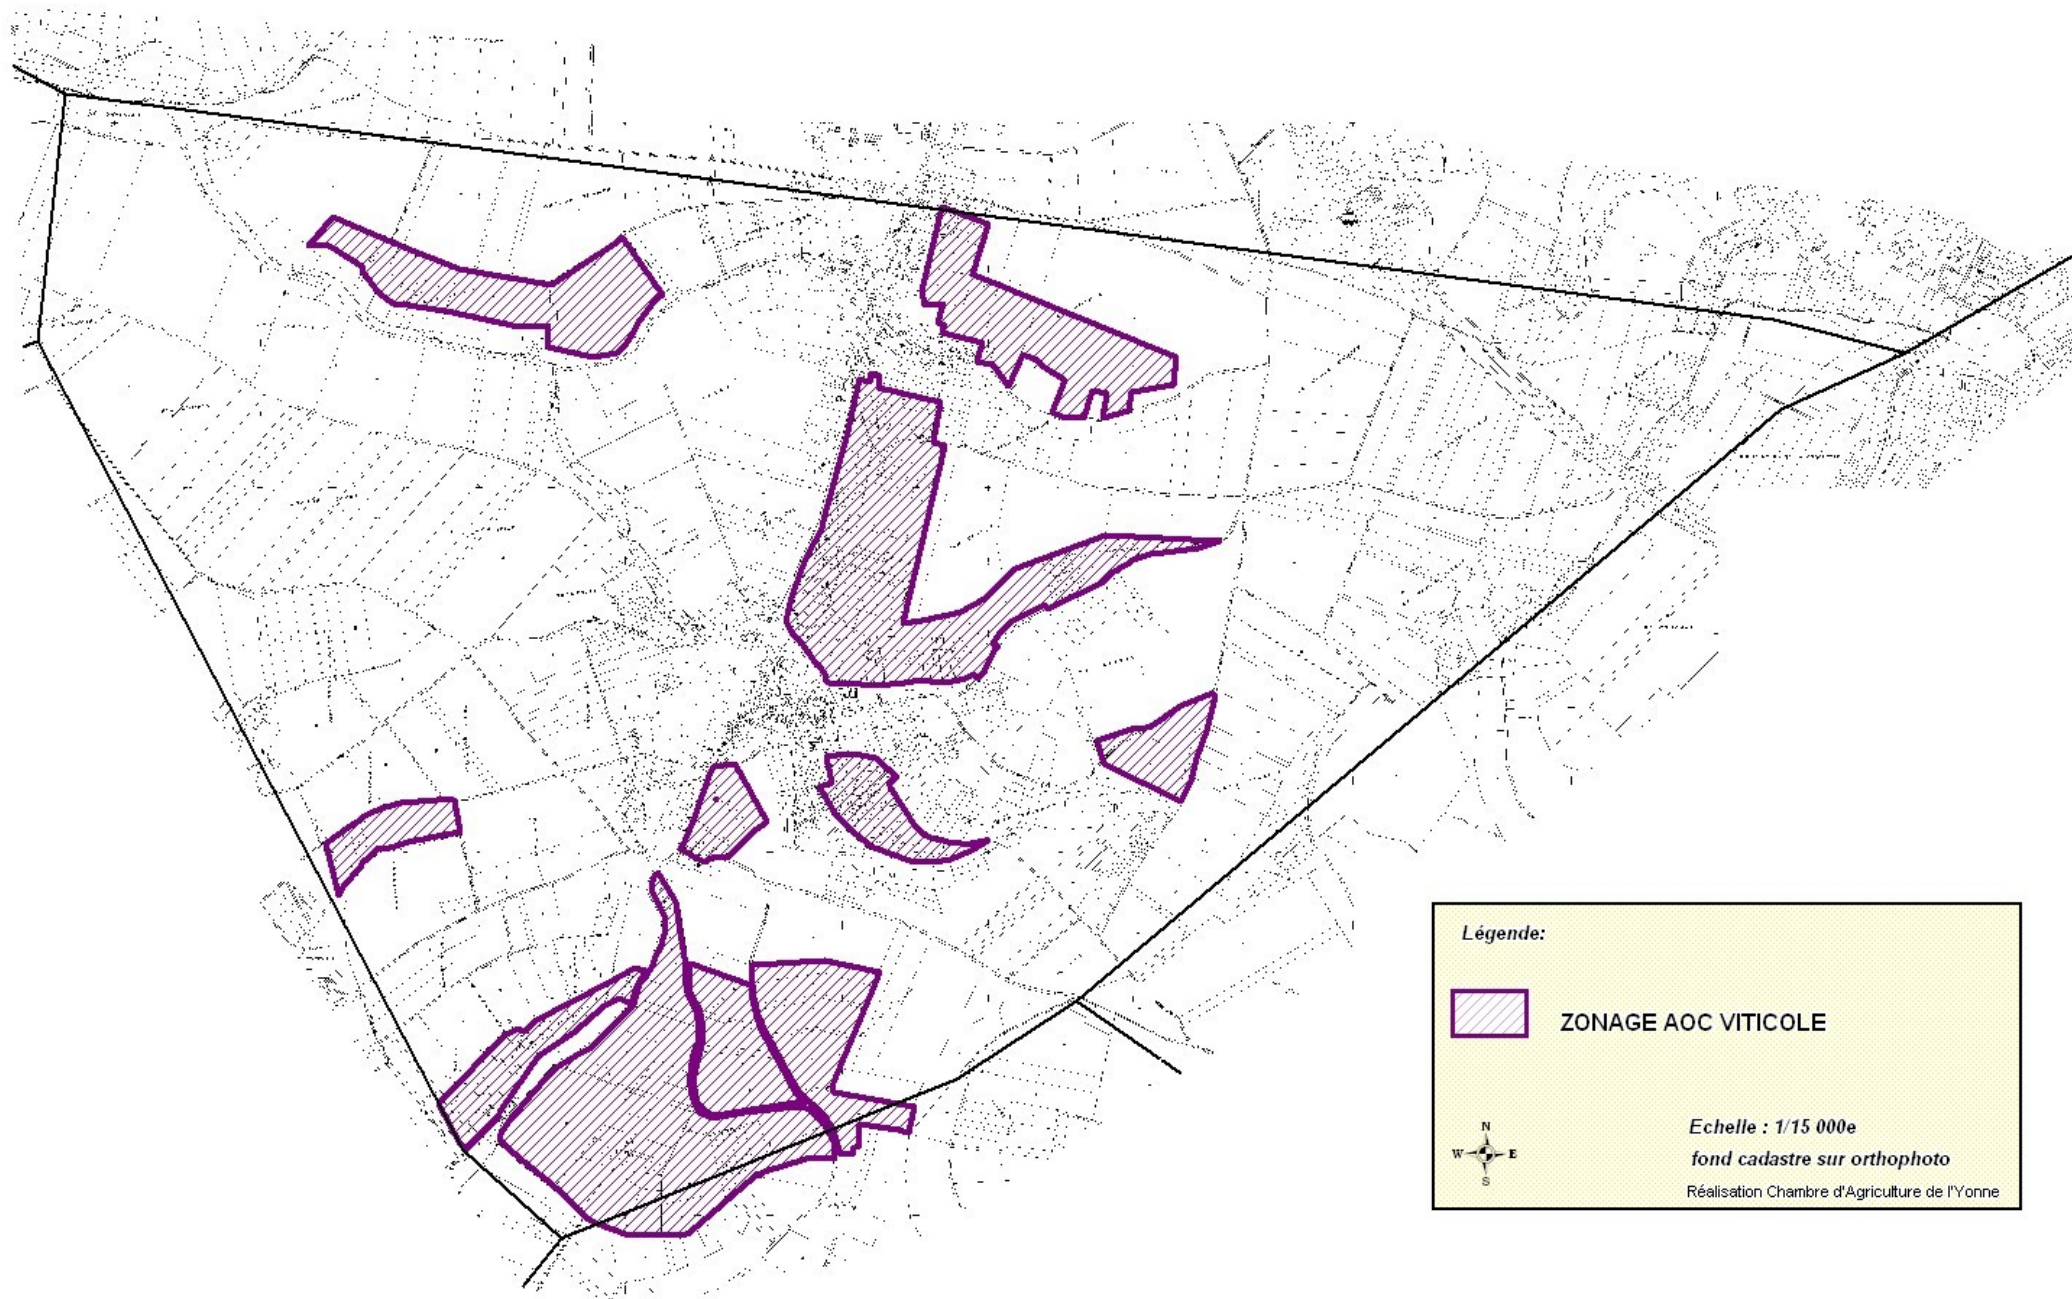 Légende:
ZONAGE AOC VITICOLE
N
W E
S
Echelle : 1/15 000e
fond cadastre sur orthophoto
Réalisation Chambre d'Agriculture de l'Yonne